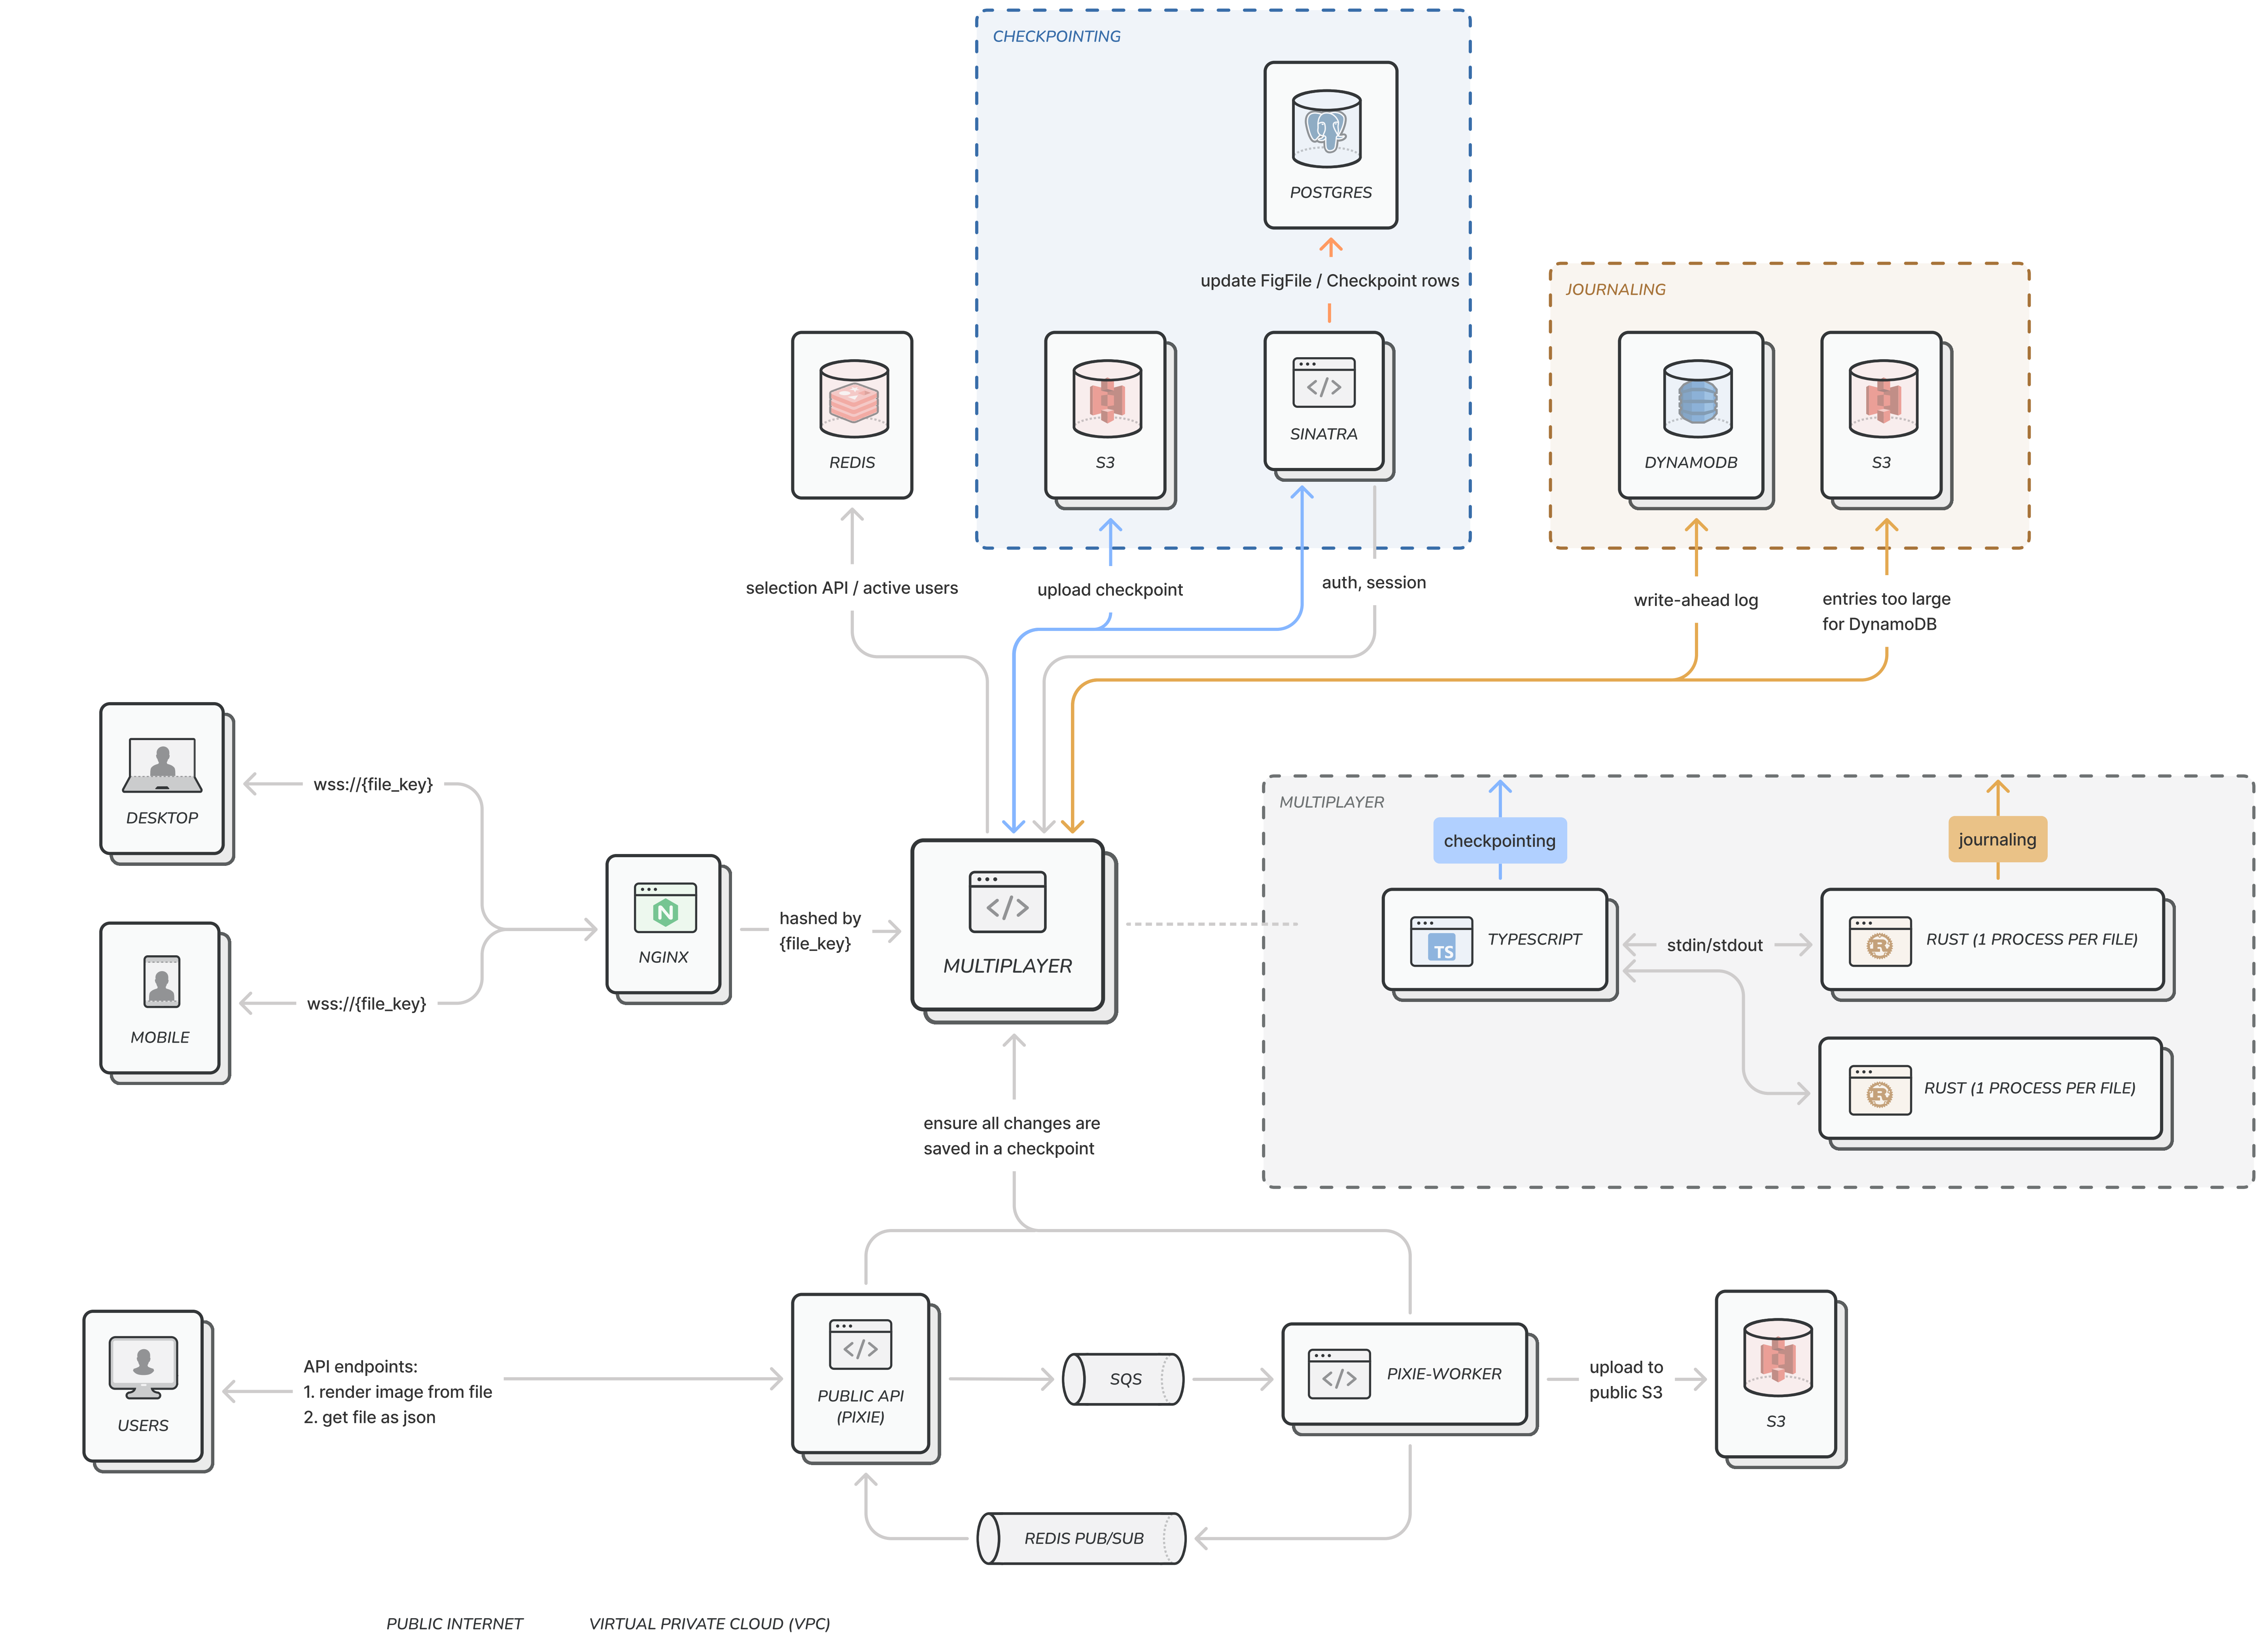 CHECKPOINTING
POSTGRES
update FigFile / Checkpoint rows
JOURNALING
REDIS
S3
SINATRA
DYNAMODB
S3
selection API / active users
upload checkpoint
auth, session
write-ahead log
entries too large
for DynamoDB
DESKTOP
wss://{file_key}
MOBILE
wss://{file_key}
NGINX
hashed by
{file_key}
MULTIPLAYER
MULTIPLAYER
checkpointing
journaling
TS
TYPESCRIPT
stdin/stdout
R
RUST (1 PROCESS PER FILE)
R
RUST (1 PROCESS PER FILE)
ensure all changes are
saved in a checkpoint
USERS
API endpoints:
1. render image from file
2. get file as json
PUBLIC API
(PIXIE)
SQS
PIXIE-WORKER
upload to
public S3
S3
REDIS PUB/SUB
PUBLIC INTERNET
VIRTUAL PRIVATE CLOUD (VPC)